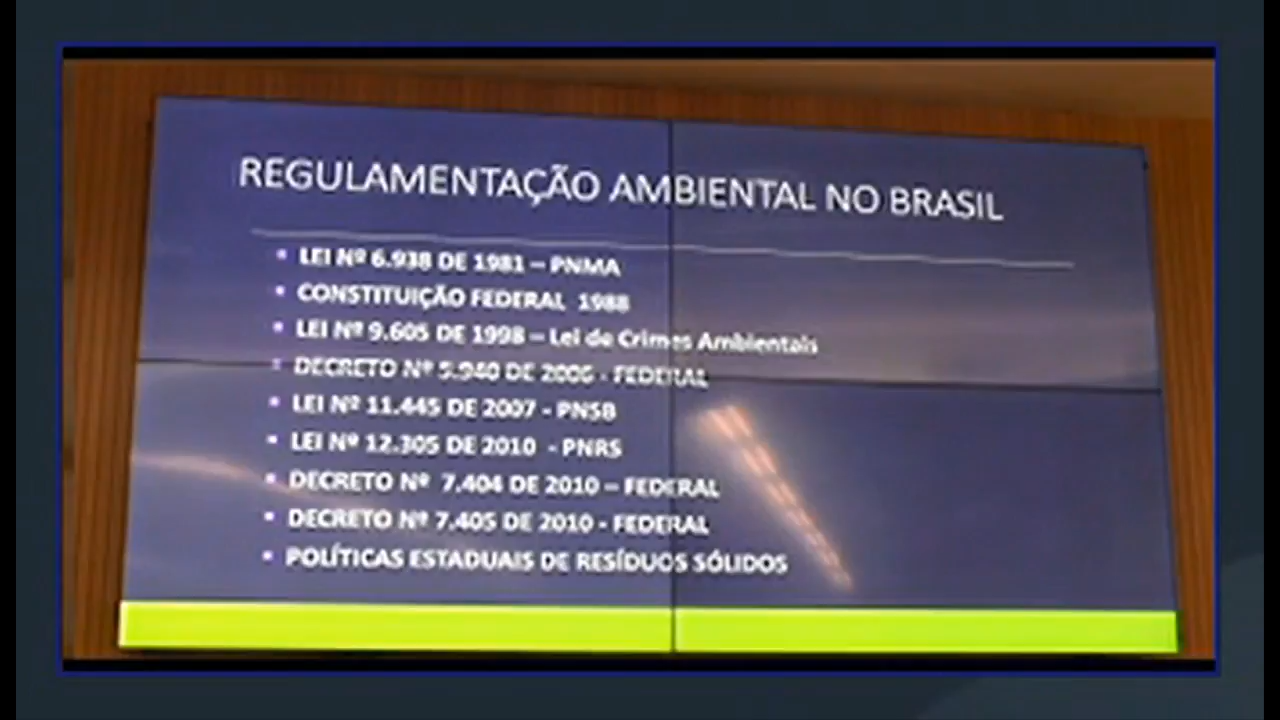 REGULAMENTAÇÃO AMBIENTAL NO BRASIL
▪ LEI Nº 6.938 DE 1981 – PNMA
▪ CONSTITUIÇÃO FEDERAL 1988
▪ LEI Nº 9.605 DE 1998 – Lei de Crimes Ambientais
▪ DECRETO Nº 5.940 DE 2006 - FEDERAL
▪ LEI Nº 11.445 DE 2007 - PNSB
▪ LEI Nº 12.305 DE 2010 - PNRS
▪ DECRETO Nº 7.404 DE 2010 – FEDERAL
▪ DECRETO Nº 7.405 DE 2010 - FEDERAL
▪ POLÍTICAS ESTADUAIS DE RESÍDUOS SÓLIDOS